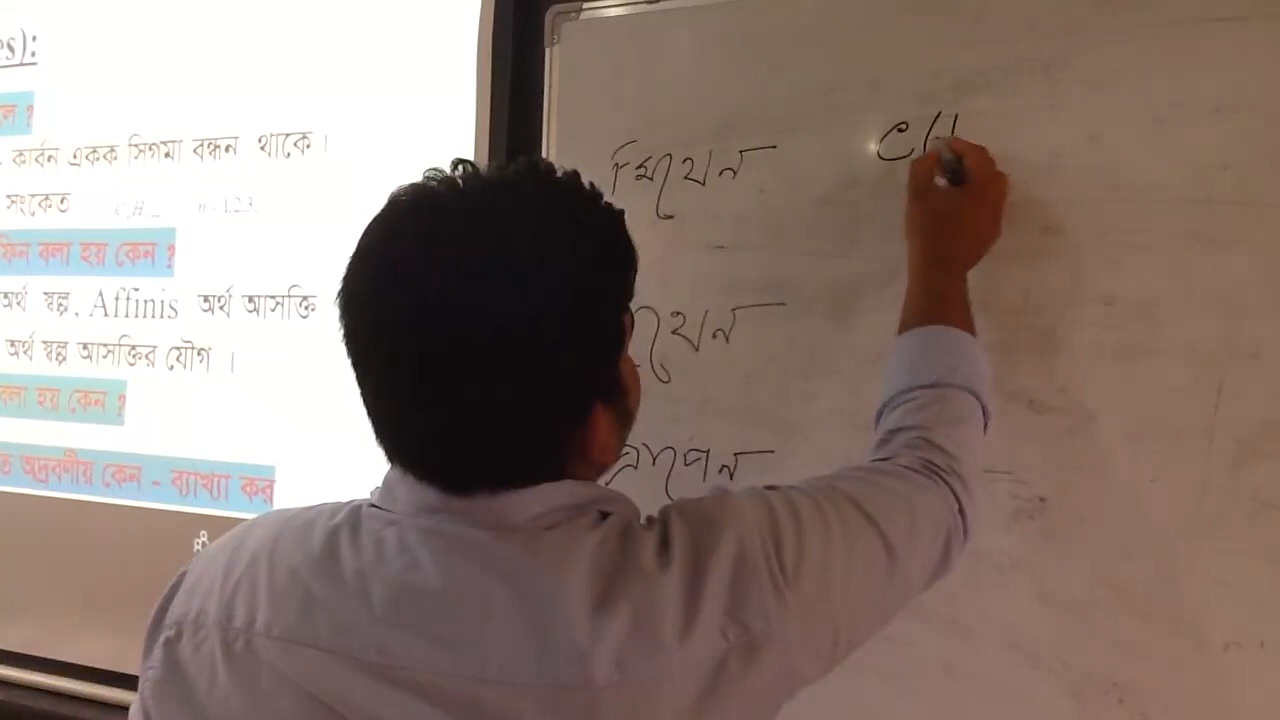 es):
লে ?
কার্বন একক সিগমা বন্ধন থাকে ।
সংকেত
ফিন বলা হয় কেন ?
অর্থ স্বল্প, Affinis অর্থ আসক্তি
অর্থ স্বল্প আসক্তির যৌগ ।
বলা হয় কেন ?
ত অদ্রবণীয় কেন - ব্যাখ্যা কর
মিথেন CH
থেন
প্রোপেন